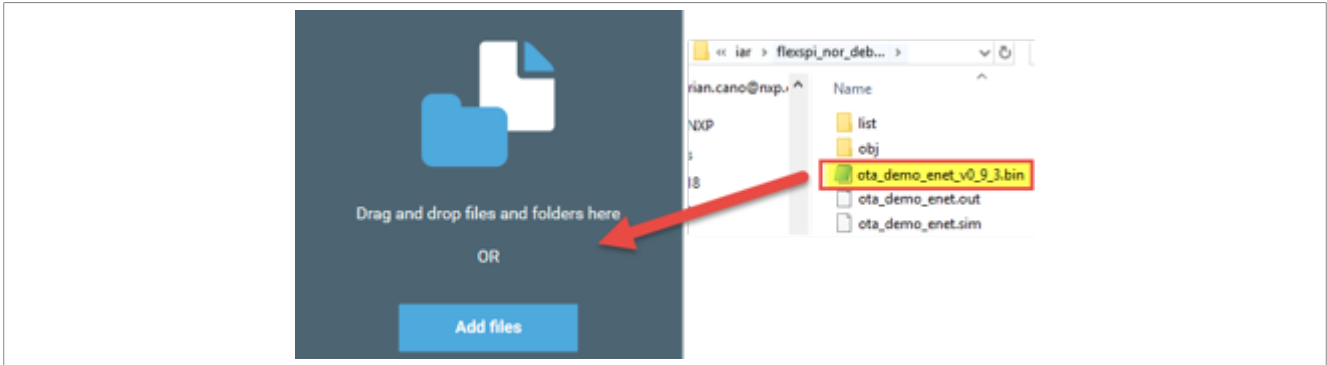 Drag and drop files and folders here
OR
Add files
« iar > flexspi_nor_deb... >
rian.cano@nxp.
NXP
s
18
Name
list
obj
ota_demo_enet_v0_9_3.bin
ota_demo_enet.out
ota_demo_enet.sim